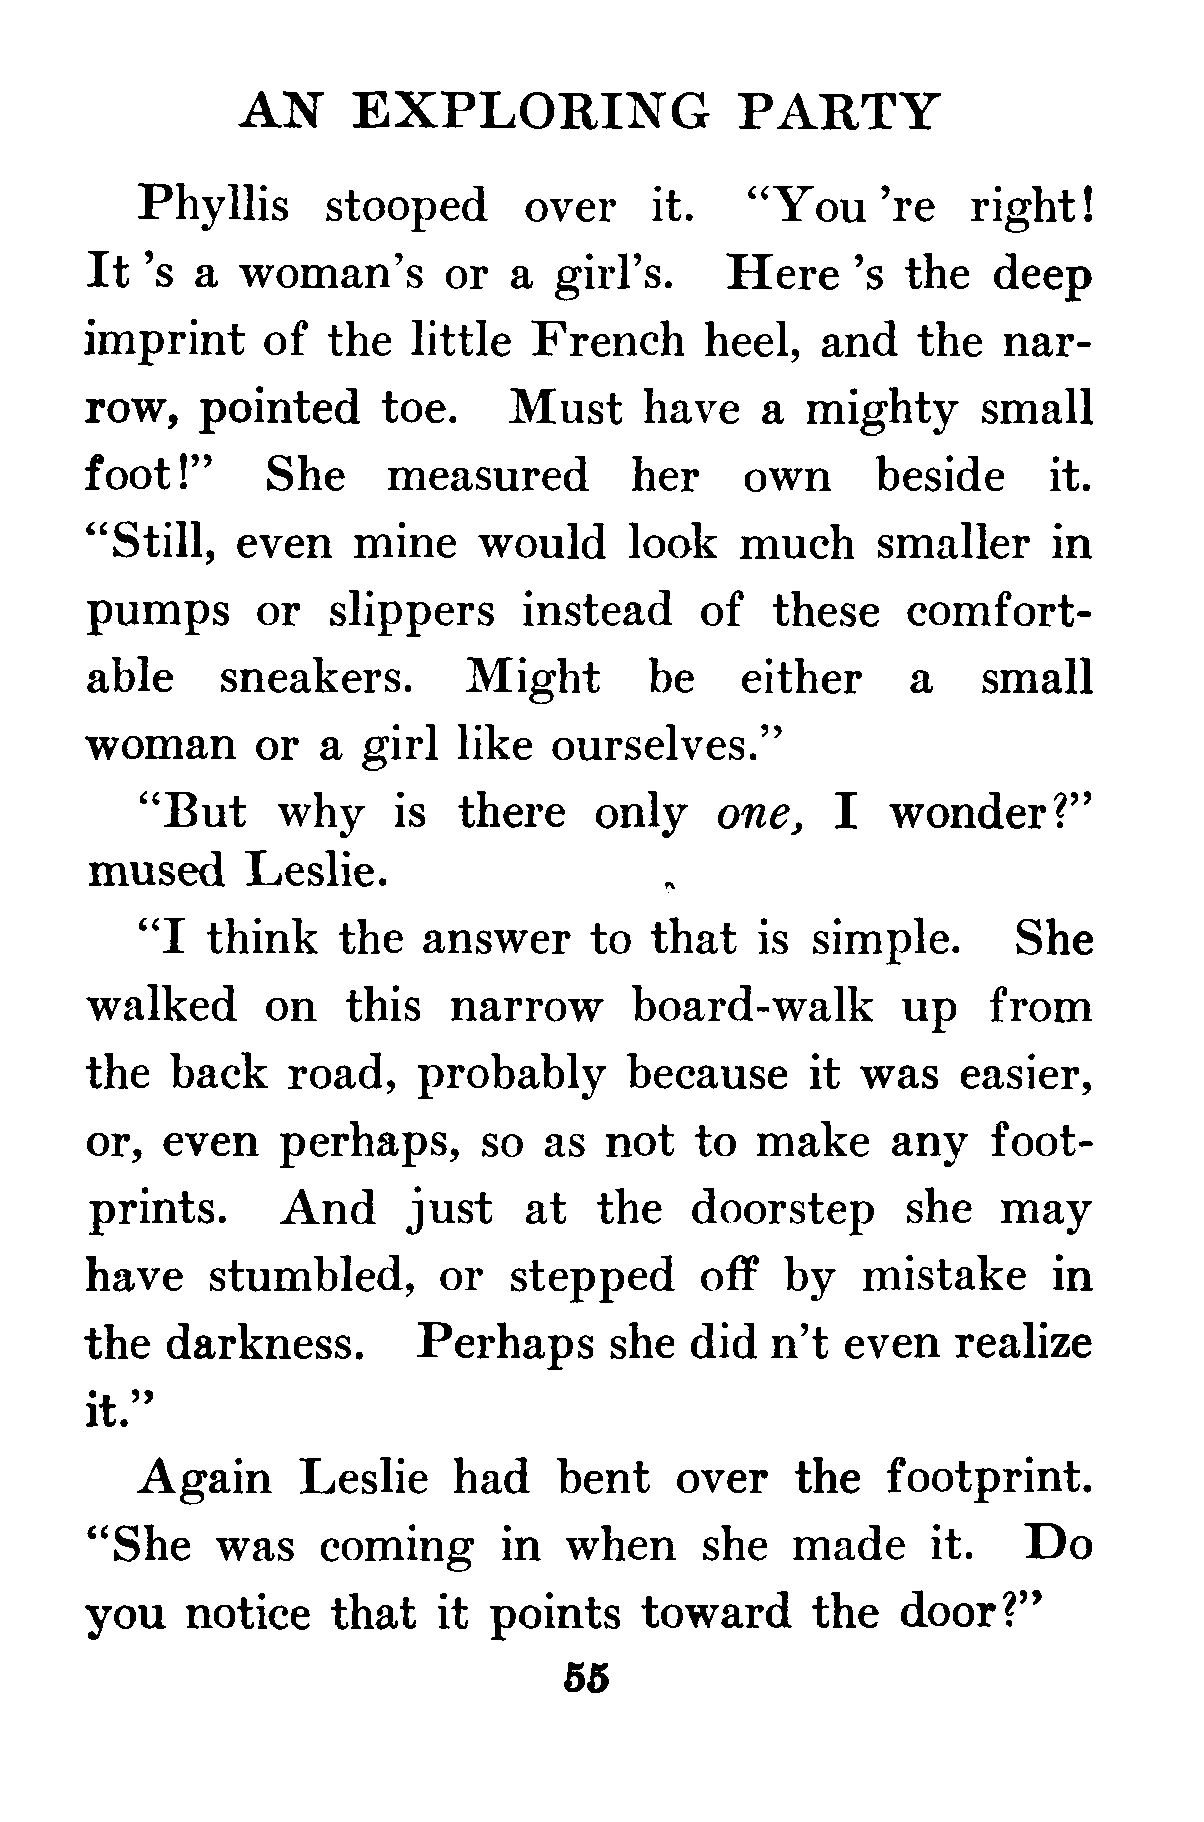 AN EXPLORING PARTY
Phyllis stooped over it. “You 're right!
It 's a woman's or a girl's. Here 's the deep
imprint of the little French heel, and the nar-
row, pointed toe. Must have a mighty small
foot!” She measured her own beside it.
“Still, even mine would look much smaller in
pumps or slippers instead of these comfort-
able sneakers. Might be either a small
woman or a girl like ourselves.”
“But why is there only one, I wonder?”
mused Leslie.
“I think the answer to that is simple. She
walked on this narrow board-walk up from
the back road, probably because it was easier,
or, even perhaps, so as not to make any foot-
prints. And just at the doorstep she may
have stumbled, or stepped off by mistake in
the darkness. Perhaps she did n't even realize
it.”
Again Leslie had bent over the footprint.
“She was coming in when she made it. Do
you notice that it points toward the door?”
55